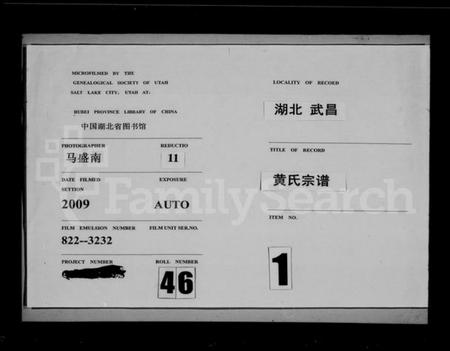 MICROFILMED BY THE
GENEALOGICAL SOCIETY OF UTAH
SALT LAKE CITY, UTAH AT:
HUBEI PROVINCE LIBRARY OF CHINA
中国湖北省图书馆
PHOTOGRAPHER
REDUCTIO
马盛南
11
DATE FILMED
EXPOSURE
SETTION
2009
AUTO
FILM EMULSION NUMBER
FILM UNIT SER.NO.
822--3232
PROJECT NUMBER
ROLL NUMBER
46
LOCALITY OF RECORD
湖北 武昌
TITLE OF RECORD
黄氏宗谱
ITEM NO.
1
FamilySearch